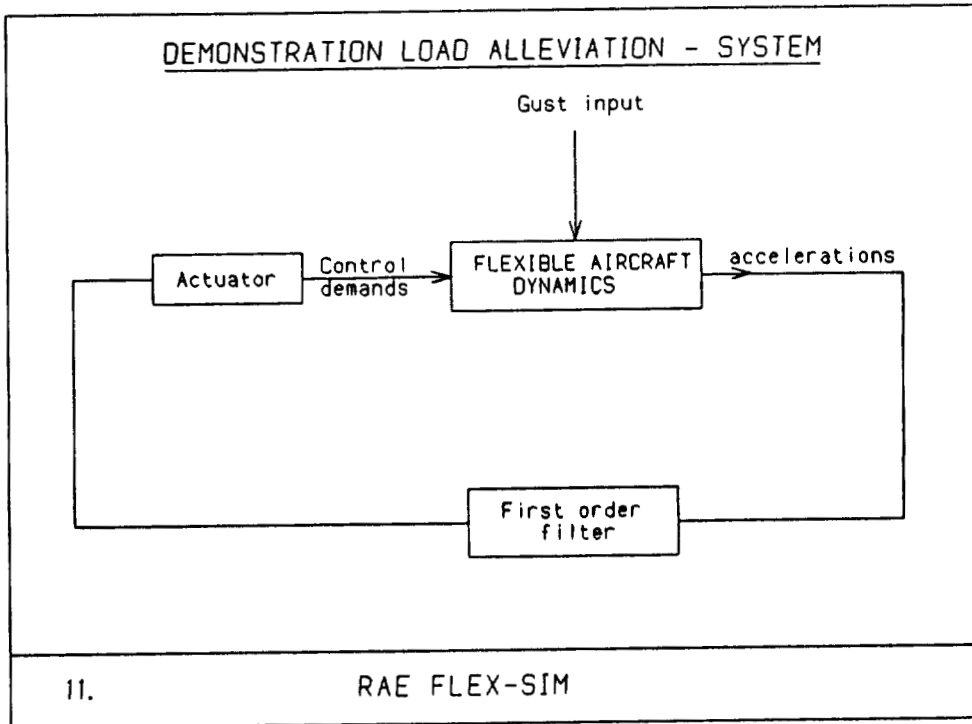 DEMONSTRATION LOAD ALLEVIATION - SYSTEM
Gust input
Actuator
Control
demands
FLEXIBLE AIRCRAFT
DYNAMICS
accelerations
First order
filter
11.
RAE FLEX-SIM